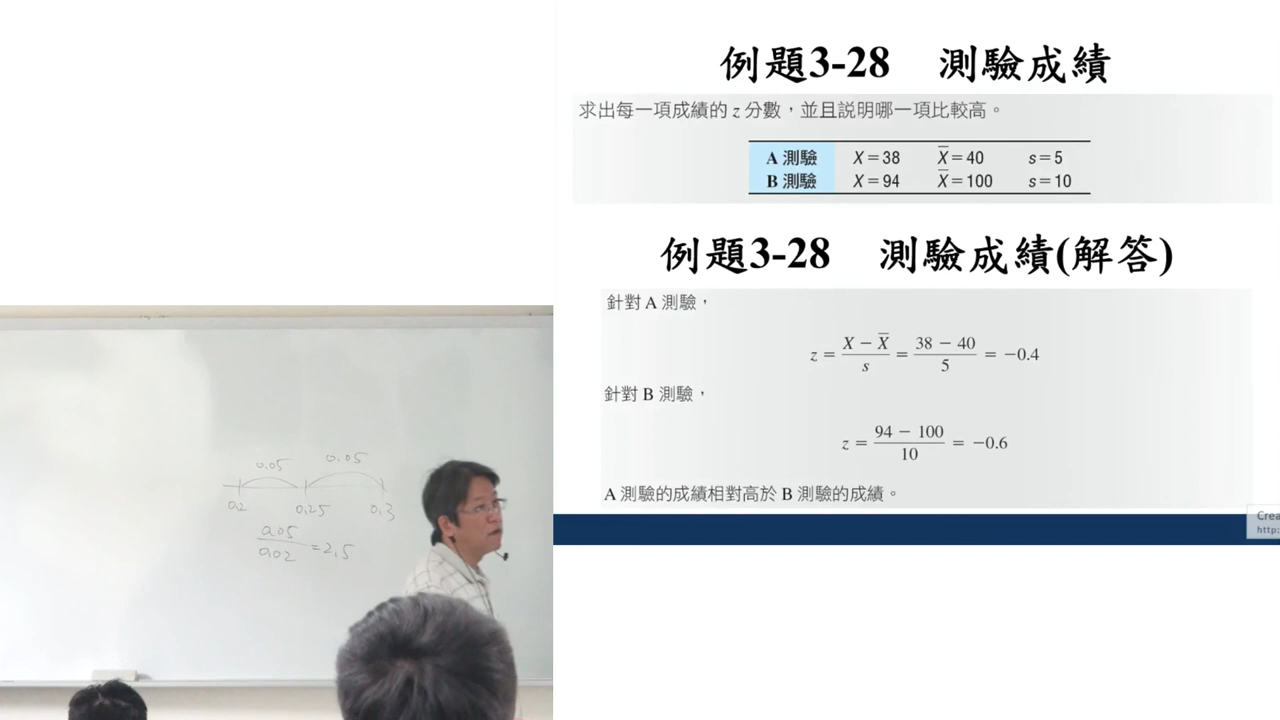 例題3-28 測驗成績
求出每一項成績的 z 分數，並且說明哪一項比較高。
A 測驗 X = 38 X̅ = 40 s = 5
B 測驗 X = 94 X̅ = 100 s = 10
例題3-28 測驗成績(解答)
針對 A 測驗，
z = (X − X̅)/s = (38 − 40)/5 = −0.4
針對 B 測驗，
z = (94 − 100)/10 = −0.6
A 測驗的成績相對高於 B 測驗的成績。
Crea
http:
0.05 0.05
0.2 0.25 0.3
0.05/0.02 = 2.5